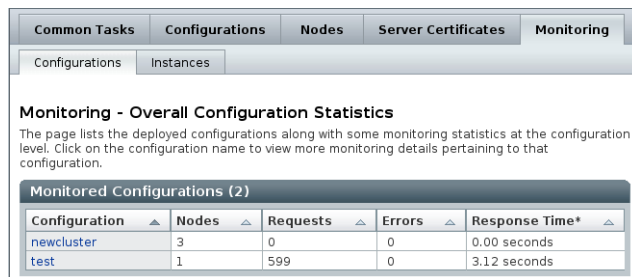 Common Tasks Configurations Nodes Server Certificates Monitoring
Configurations Instances
Monitoring - Overall Configuration Statistics
The page lists the deployed configurations along with some monitoring statistics at the configuration
level. Click on the configuration name to view more monitoring details pertaining to that
configuration.
Monitored Configurations (2)
Configuration Nodes Requests Errors Response Time*
newcluster 3 0 0 0.00 seconds
test 1 599 0 3.12 seconds